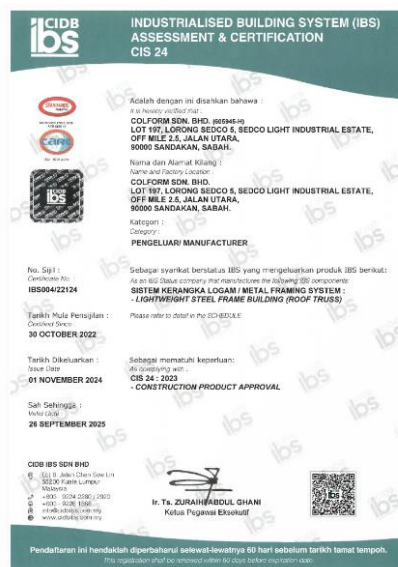 CIDB
ibs
INDUSTRIALISED BUILDING SYSTEM (IBS)
ASSESSMENT & CERTIFICATION
CIS 24
Adalah dengan ini disahkan bahawa :
It is hereby verified that :
COLFORM SDN. BHD. (605945-H)
LOT 197, LORONG SEDCO 5, SEDCO LIGHT INDUSTRIAL ESTATE,
OFF MILE 2.5, JALAN UTARA,
90000 SANDAKAN, SABAH.
Nama dan Alamat Kilang :
Name and Factory Location :
COLFORM SDN. BHD.
LOT 197, LORONG SEDCO 5, SEDCO LIGHT INDUSTRIAL ESTATE,
OFF MILE 2.5, JALAN UTARA,
90000 SANDAKAN, SABAH.
Kategori :
Category :
PENGELUAR/ MANUFACTURER
No. Sijil :
Certificate No. :
IBS004/22124
Sebagai syarikat berstatus IBS yang mengeluarkan produk IBS berikut:
As an IBS Status company that manufactures the following IBS components:
SISTEM KERANGKA LOGAM / METAL FRAMING SYSTEM :
- LIGHTWEIGHT STEEL FRAME BUILDING (ROOF TRUSS)
Tarikh Mula Pensijilan :
Certified Since
30 OCTOBER 2022
Please refer to detail in the SCHEDULE
Tarikh Dikeluarkan :
Issue Date
01 NOVEMBER 2024
Sebagai mematuhi keperluan:
As complying with :
CIS 24 : 2023
- CONSTRUCTION PRODUCT APPROVAL
Sah Sehingga :
Valid Until
26 SEPTEMBER 2025
CIDB IBS SDN BHD
Jalan Chan Sow Lin
55200 Kuala Lumpur
Malaysia
Ir. Ts. ZURAIHI ABDUL GHANI
Ketua Pegawai Eksekutif
Pendaftaran ini hendaklah diperbaharui selewat-lewatnya 60 hari sebelum tarikh tamat tempoh.
This registration shall be renewed within 60 days before expiration date.